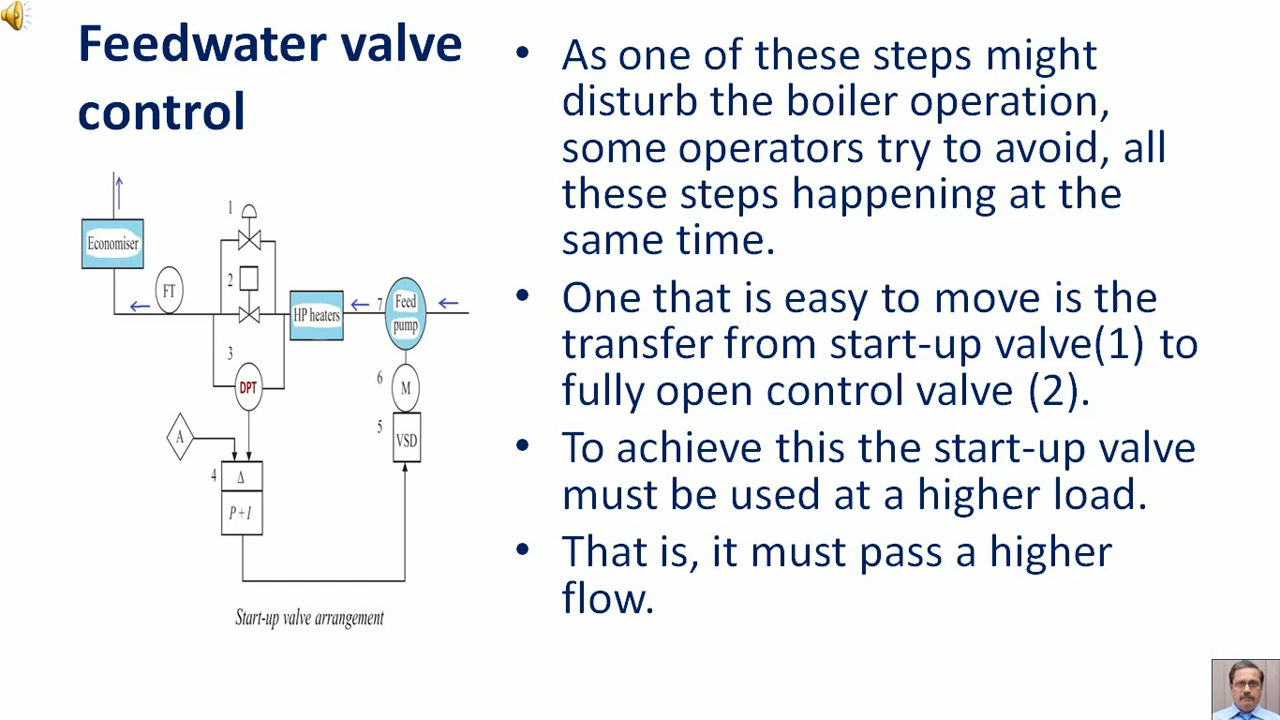 Feedwater valve
control
• As one of these steps might
disturb the boiler operation,
some operators try to avoid, all
these steps happening at the
same time.
• One that is easy to move is the
transfer from start-up valve(1) to
fully open control valve (2).
• To achieve this the start-up valve
must be used at a higher load.
• That is, it must pass a higher
flow.
1
Economiser
FT
2
HP heaters
7
Feed
pump
3
DPT
6
M
A
5
VSD
4
Δ
P+I
Start-up valve arrangement